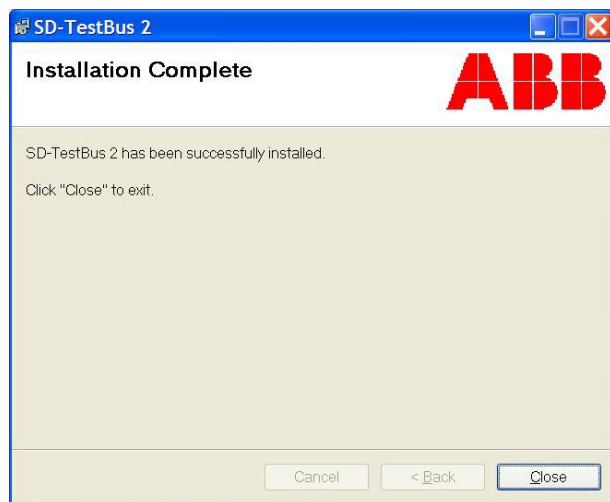 SD-TestBus 2
Installation Complete
ABB
SD-TestBus 2 has been successfully installed.
Click "Close" to exit.
Cancel
< Back
Close